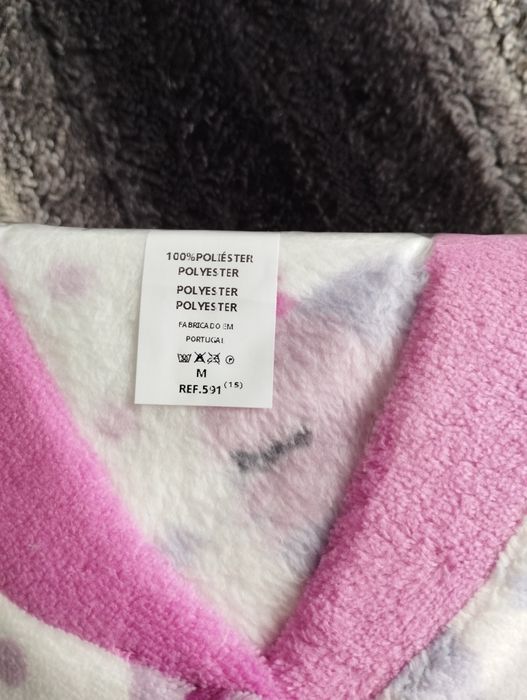 100%POLIÉSTER
POLYESTER
POLYESTER
POLYESTER
FABRICADO EM
PORTUGAL
M
REF.591 (15)